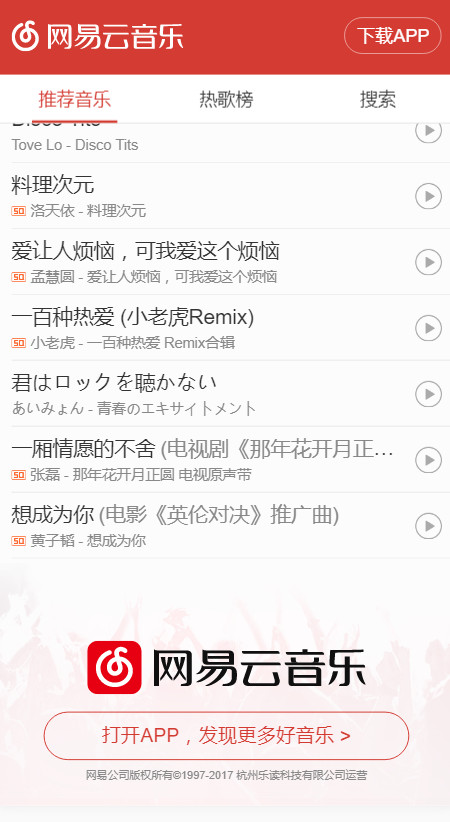 网易云音乐
下载APP
推荐音乐 热歌榜 搜索
Disco Tits
Tove Lo - Disco Tits
料理次元
SQ 洛天依 - 料理次元
爱让人烦恼，可我爱这个烦恼
SQ 孟慧圆 - 爱让人烦恼，可我爱这个烦恼
一百种热爱 (小老虎Remix)
SQ 小老虎 - 一百种热爱 Remix合辑
君はロックを聴かない
あいみょん - 青春のエキサイトメント
一厢情愿的不舍 (电视剧《那年花开月正…
SQ 张磊 - 那年花开月正圆 电视原声带
想成为你 (电影《英伦对决》推广曲)
SQ 黄子韬 - 想成为你
网易云音乐
打开APP，发现更多好音乐 >
网易公司版权所有©1997-2017 杭州乐读科技有限公司运营